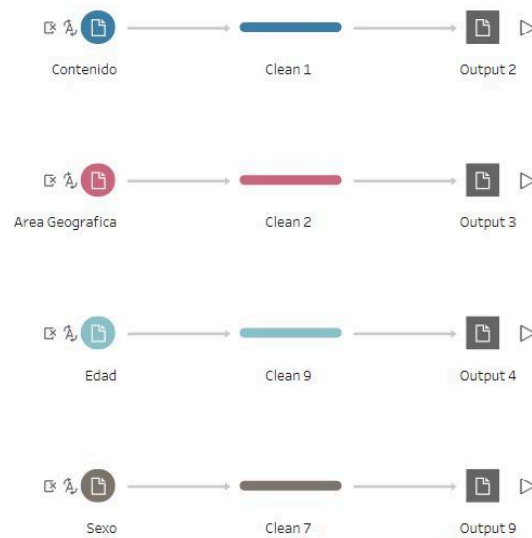 Contenido Clean 1 Output 2
Area Geografica Clean 2 Output 3
Edad Clean 9 Output 4
Sexo Clean 7 Output 9